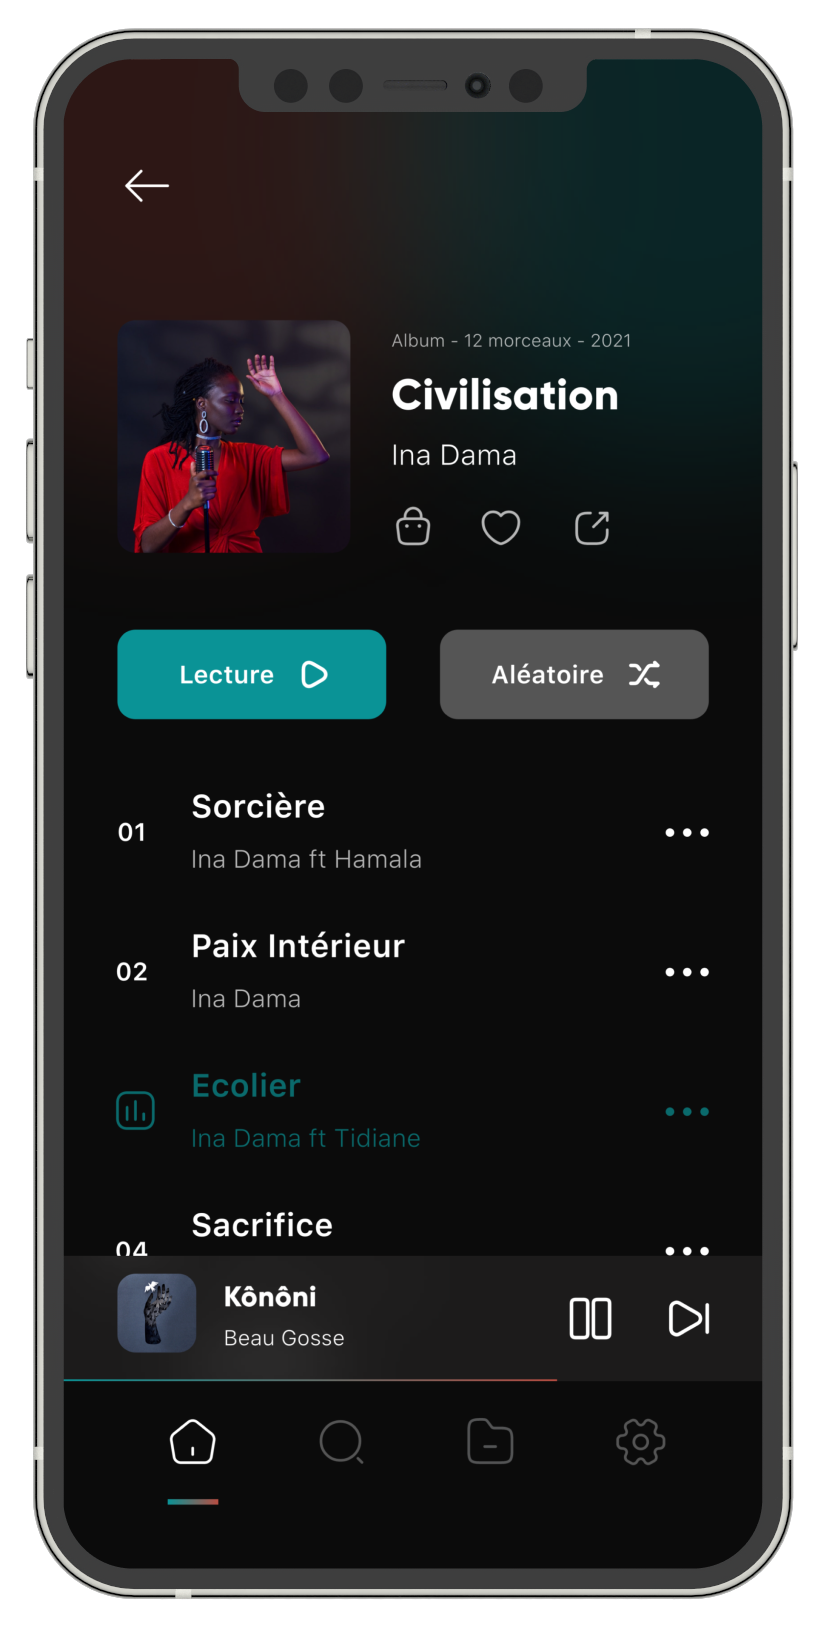 Album - 12 morceaux - 2021
Civilisation
Ina Dama
Lecture
Aléatoire
01
Sorcière
Ina Dama ft Hamala
02
Paix Intérieur
Ina Dama
Ecolier
Ina Dama ft Tidiane
04
Sacrifice
Kônôni
Beau Gosse